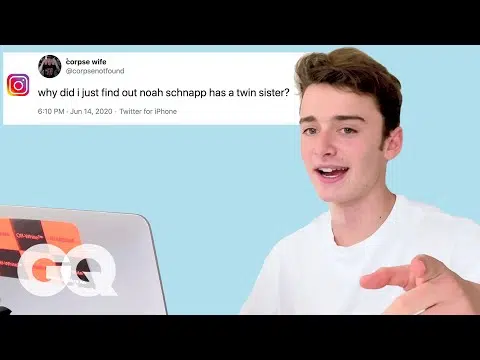 corpse wife
@corpsenotfound
why did i just find out noah schnapp has a twin sister?
6:10 PM · Jun 14, 2020 · Twitter for iPhone
GQ